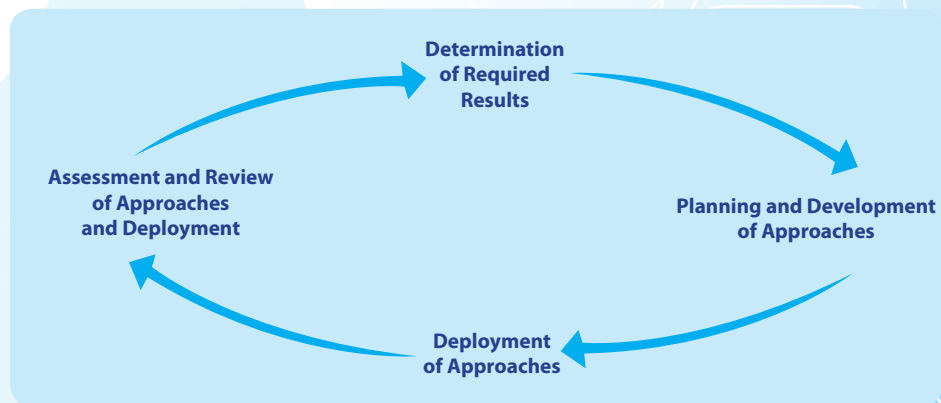 Determination
of Required
Results
Planning and Development
of Approaches
Deployment
of Approaches
Assessment and Review
of Approaches
and Deployment